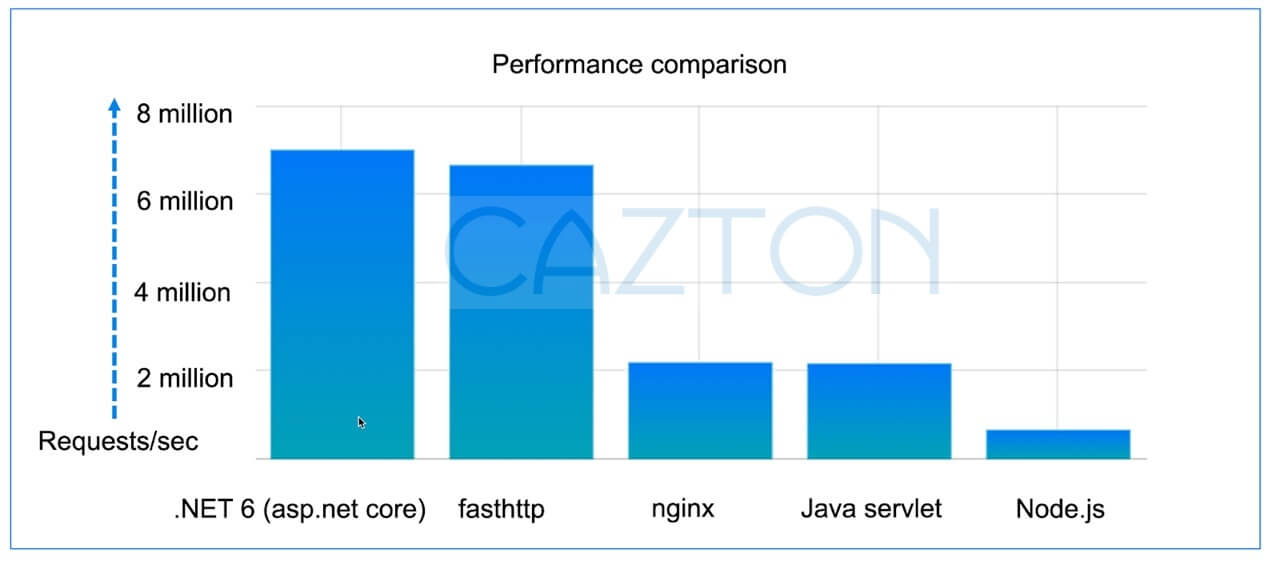 Performance comparison
8 million
6 million
4 million
2 million
Requests/sec
CAZTON
.NET 6 (asp.net core)
fasthttp
nginx
Java servlet
Node.js